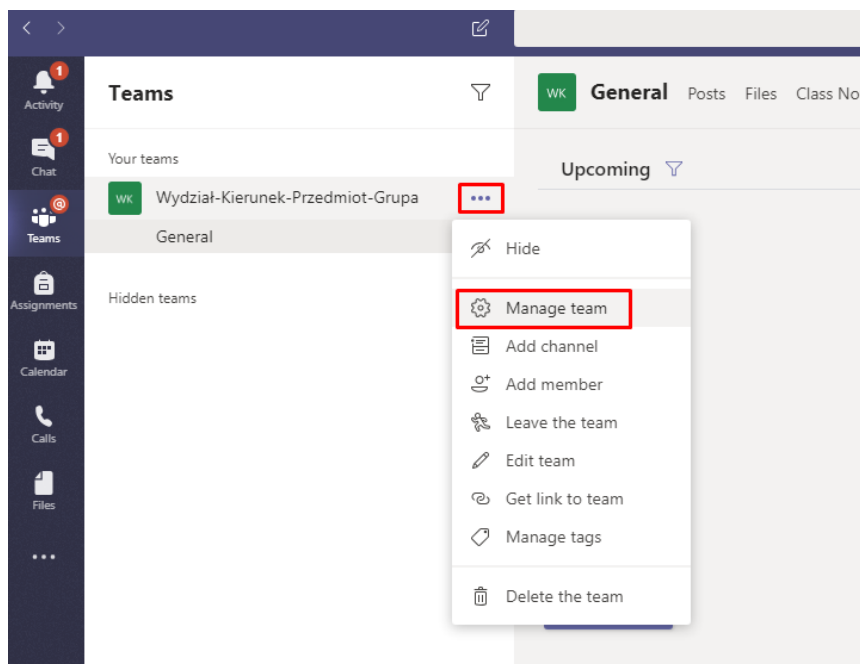 1
Activity
1
Chat
@
Teams
Assignments
Calendar
Calls
Files
Teams
Your teams
WK Wydział-Kierunek-Przedmiot-Grupa
General
Hidden teams
WK General Posts Files Class No
Upcoming
Hide
Manage team
Add channel
Add member
Leave the team
Edit team
Get link to team
Manage tags
Delete the team